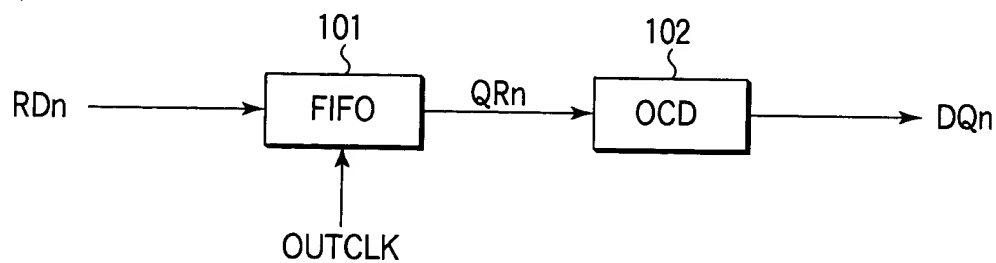 101
102
RDn
FIFO
QRn
OCD
DQn
OUTCLK